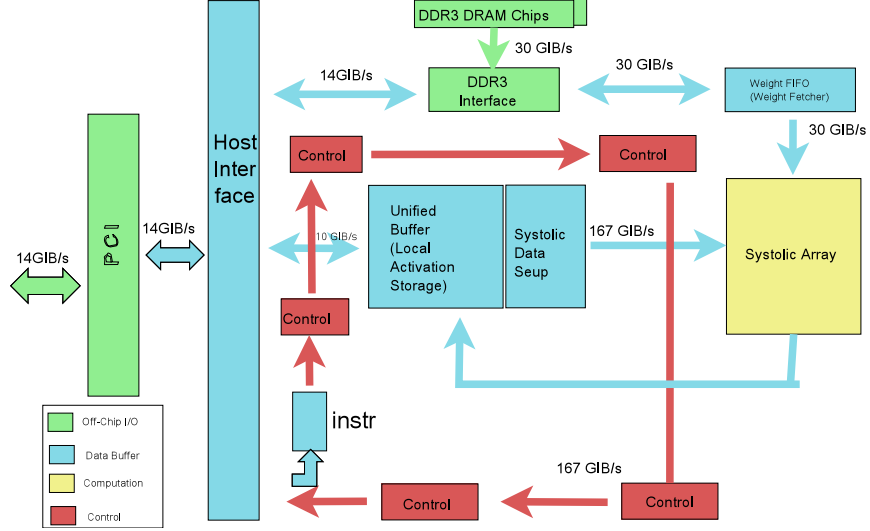 DDR3 DRAM Chips
30 GIB/s
14GIB/s
DDR3
Interface
30 GIB/s
Weight FIFO
(Weight Fetcher)
30 GIB/s
Host
Inter
face
Control
Control
Unified
Buffer
(Local
Activation
Storage)
Systolic
Data
Seup
167 GIB/s
Systolic Array
10 GIB/s
14GIB/s
PCI
14GIB/s
Control
instr
Off-Chip I/O
Data Buffer
Computation
Control
167 GIB/s
Control
Control